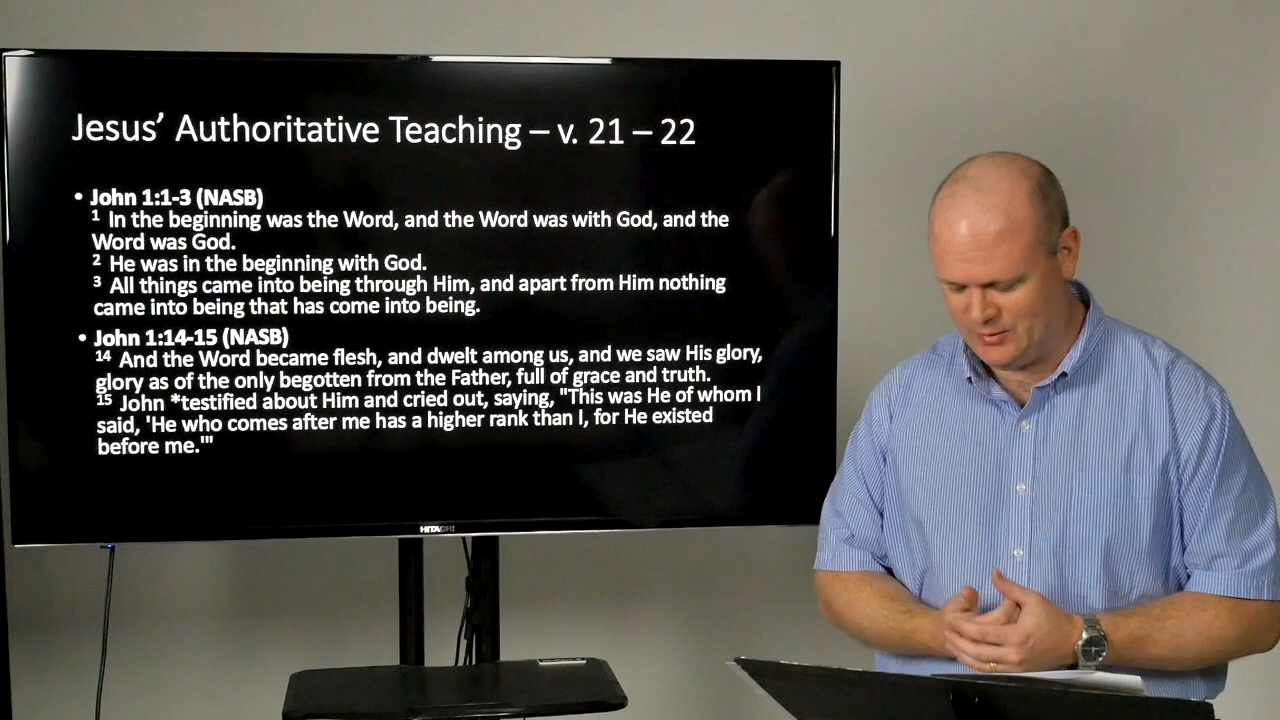 Jesus’ Authoritative Teaching – v. 21 – 22
• John 1:1-3 (NASB)
1 In the beginning was the Word, and the Word was with God, and the
Word was God.
2 He was in the beginning with God.
3 All things came into being through Him, and apart from Him nothing
came into being that has come into being.
• John 1:14-15 (NASB)
14 And the Word became flesh, and dwelt among us, and we saw His glory,
glory as of the only begotten from the Father, full of grace and truth.
15 John *testified about Him and cried out, saying, "This was He of whom I
said, 'He who comes after me has a higher rank than I, for He existed
before me.'"
HITACHI